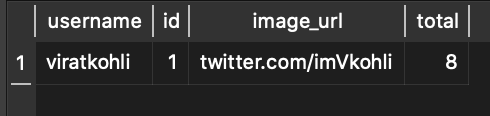 username id image_url total
1 viratkohli 1 twitter.com/imVkohli 8